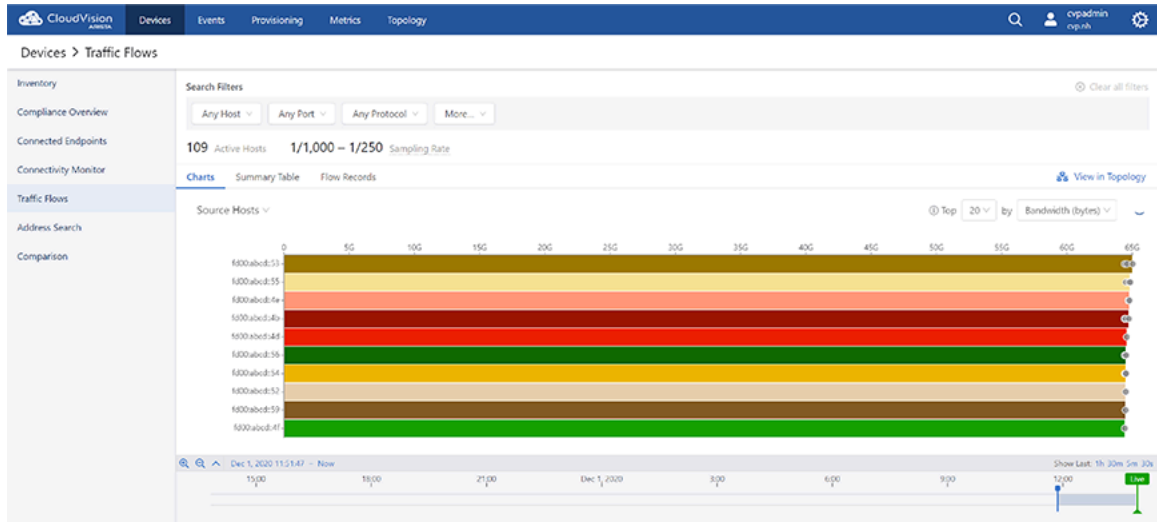 CloudVision Devices Events Provisioning Metrics Topology cvpadmin
ARISTA cvp.nh
Devices > Traffic Flows
Inventory
Compliance Overview
Connected Endpoints
Connectivity Monitor
Traffic Flows
Address Search
Comparison
Search Filters Clear all filters
Any Host Any Port Any Protocol More...
109 Active Hosts 1/1,000 – 1/250 Sampling Rate
Charts Summary Table Flow Records View in Topology
Source Hosts Top 20 by Bandwidth (bytes)
0 5G 10G 15G 20G 25G 30G 35G 40G 45G 50G 55G 60G 65G
fd00:abcd::53
fd00:abcd::55
fd00:abcd::4e
fd00:abcd::4b
fd00:abcd::4d
fd00:abcd::56
fd00:abcd::54
fd00:abcd::52
fd00:abcd::59
fd00:abcd::4f
Dec 1, 2020 11:51:47 – Now Show Last: 1h 30m 5m 30s
15:00 18:00 21:00 Dec 1, 2020 3:00 6:00 9:00 12:00 Live